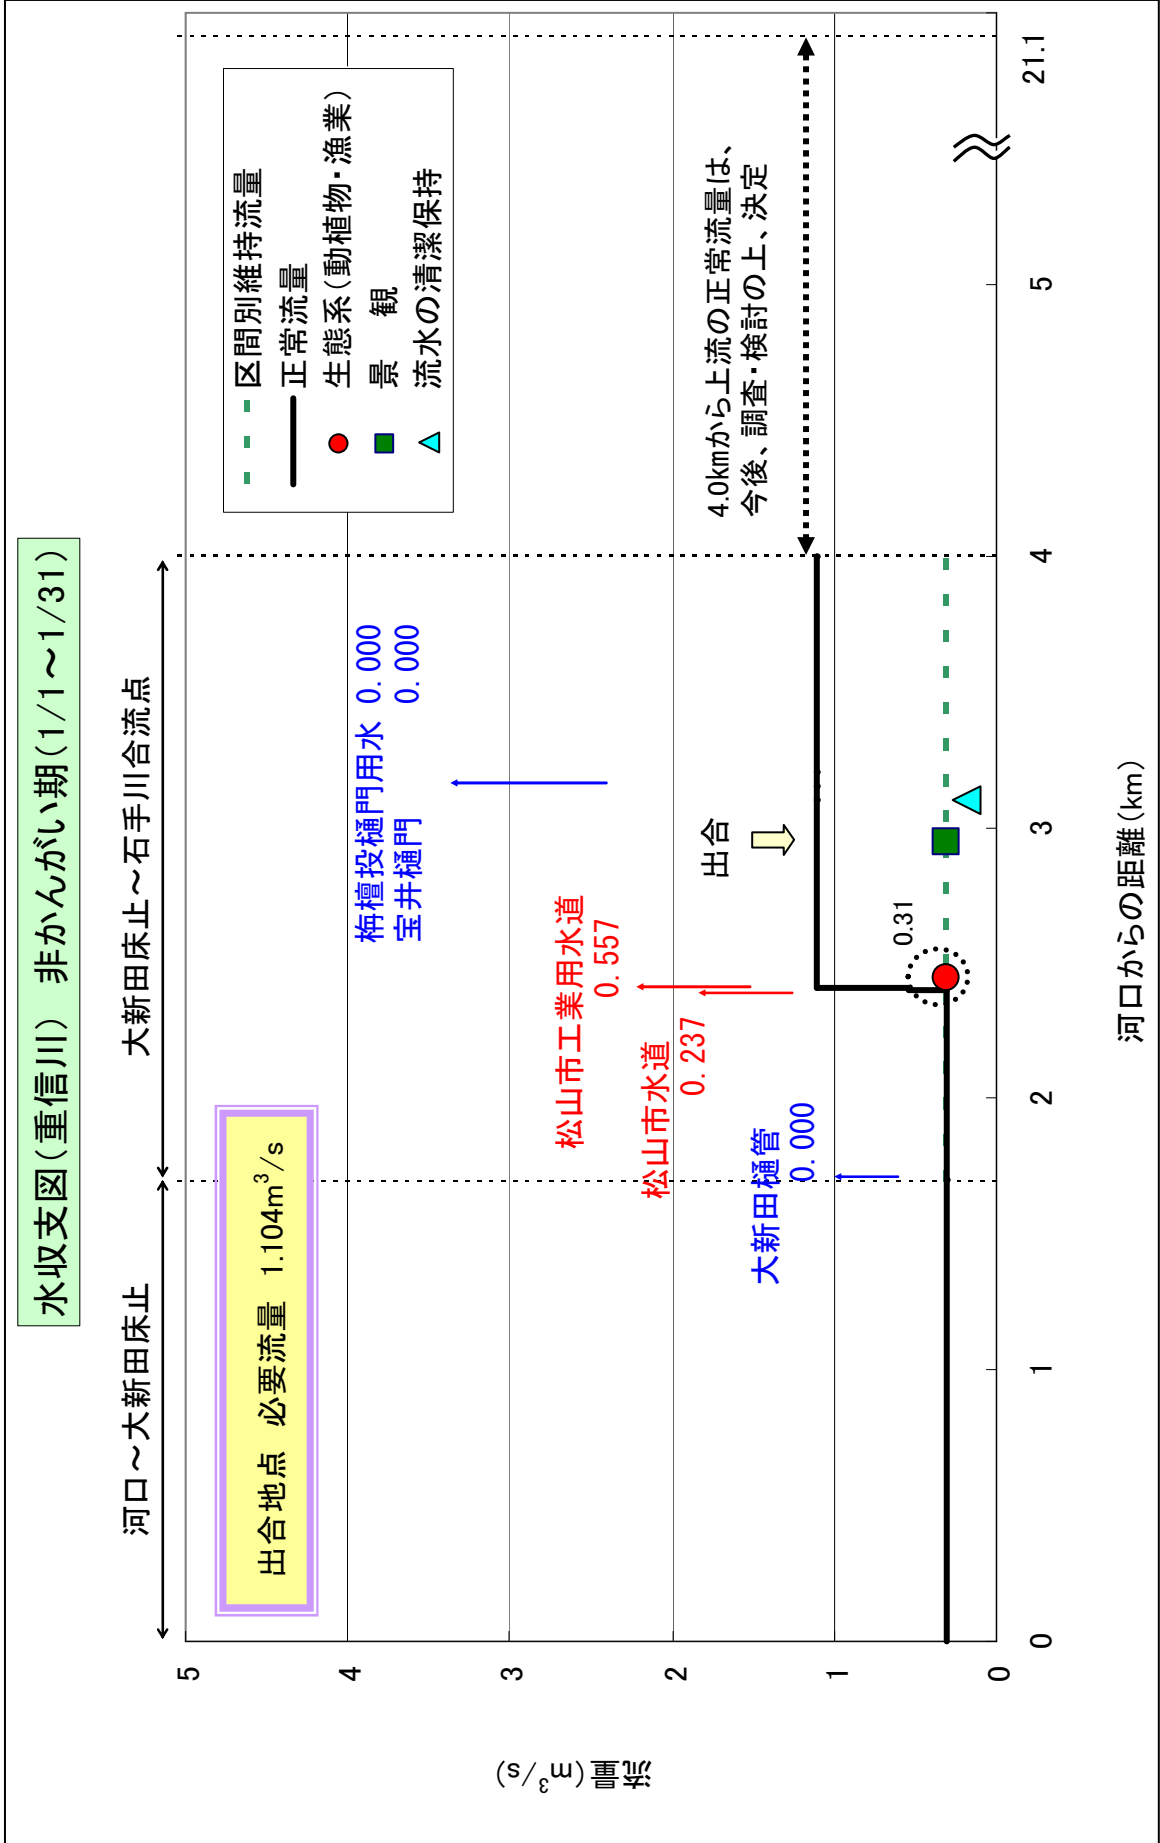 水収支図(重信川) 非かんがい期(1/1～1/31)
河口～大新田床止
大新田床止～石手川合流点
出合地点 必要流量 1.104m³/s
区間別維持流量
正常流量
生態系(動植物・漁業)
景 観
流水の清潔保持
栴檀投樋門用水 0.000
宝井樋門 0.000
松山市工業用水道
0.557
松山市水道
0.237
大新田樋管
0.000
出合
0.31
4.0kmから上流の正常流量は、
今後、調査・検討の上、決定
流量(m³/s)
5
4
3
2
1
0
0
1
2
3
4
5
21.1
河口からの距離(km)